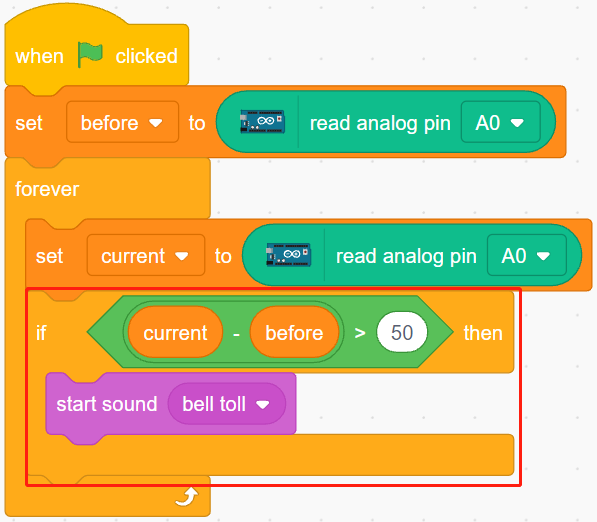 when clicked
set before to read analog pin A0
forever
set current to read analog pin A0
if current - before > 50 then
start sound bell toll